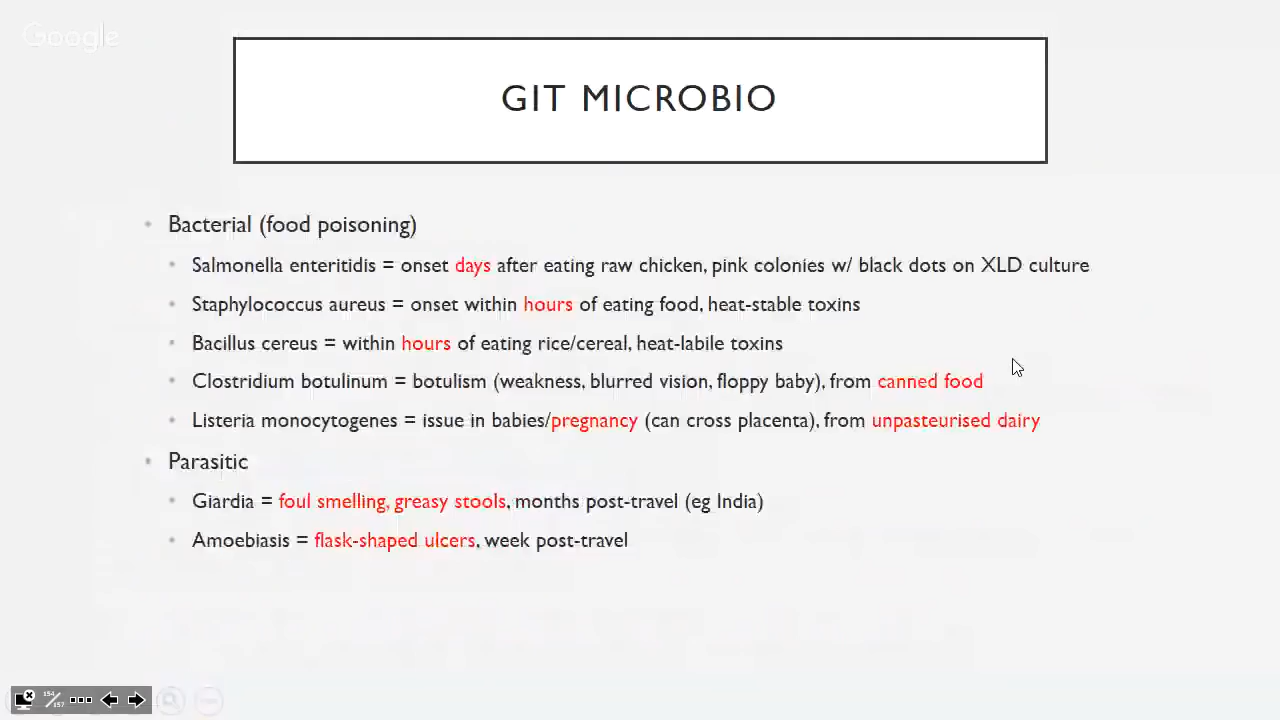 Google
GIT MICROBIO
• Bacterial (food poisoning)
• Salmonella enteritidis = onset days after eating raw chicken, pink colonies w/ black dots on XLD culture
• Staphylococcus aureus = onset within hours of eating food, heat-stable toxins
• Bacillus cereus = within hours of eating rice/cereal, heat-labile toxins
• Clostridium botulinum = botulism (weakness, blurred vision, floppy baby), from canned food
• Listeria monocytogenes = issue in babies/pregnancy (can cross placenta), from unpasteurised dairy
• Parasitic
• Giardia = foul smelling, greasy stools, months post-travel (eg India)
• Amoebiasis = flask-shaped ulcers, week post-travel
154/157